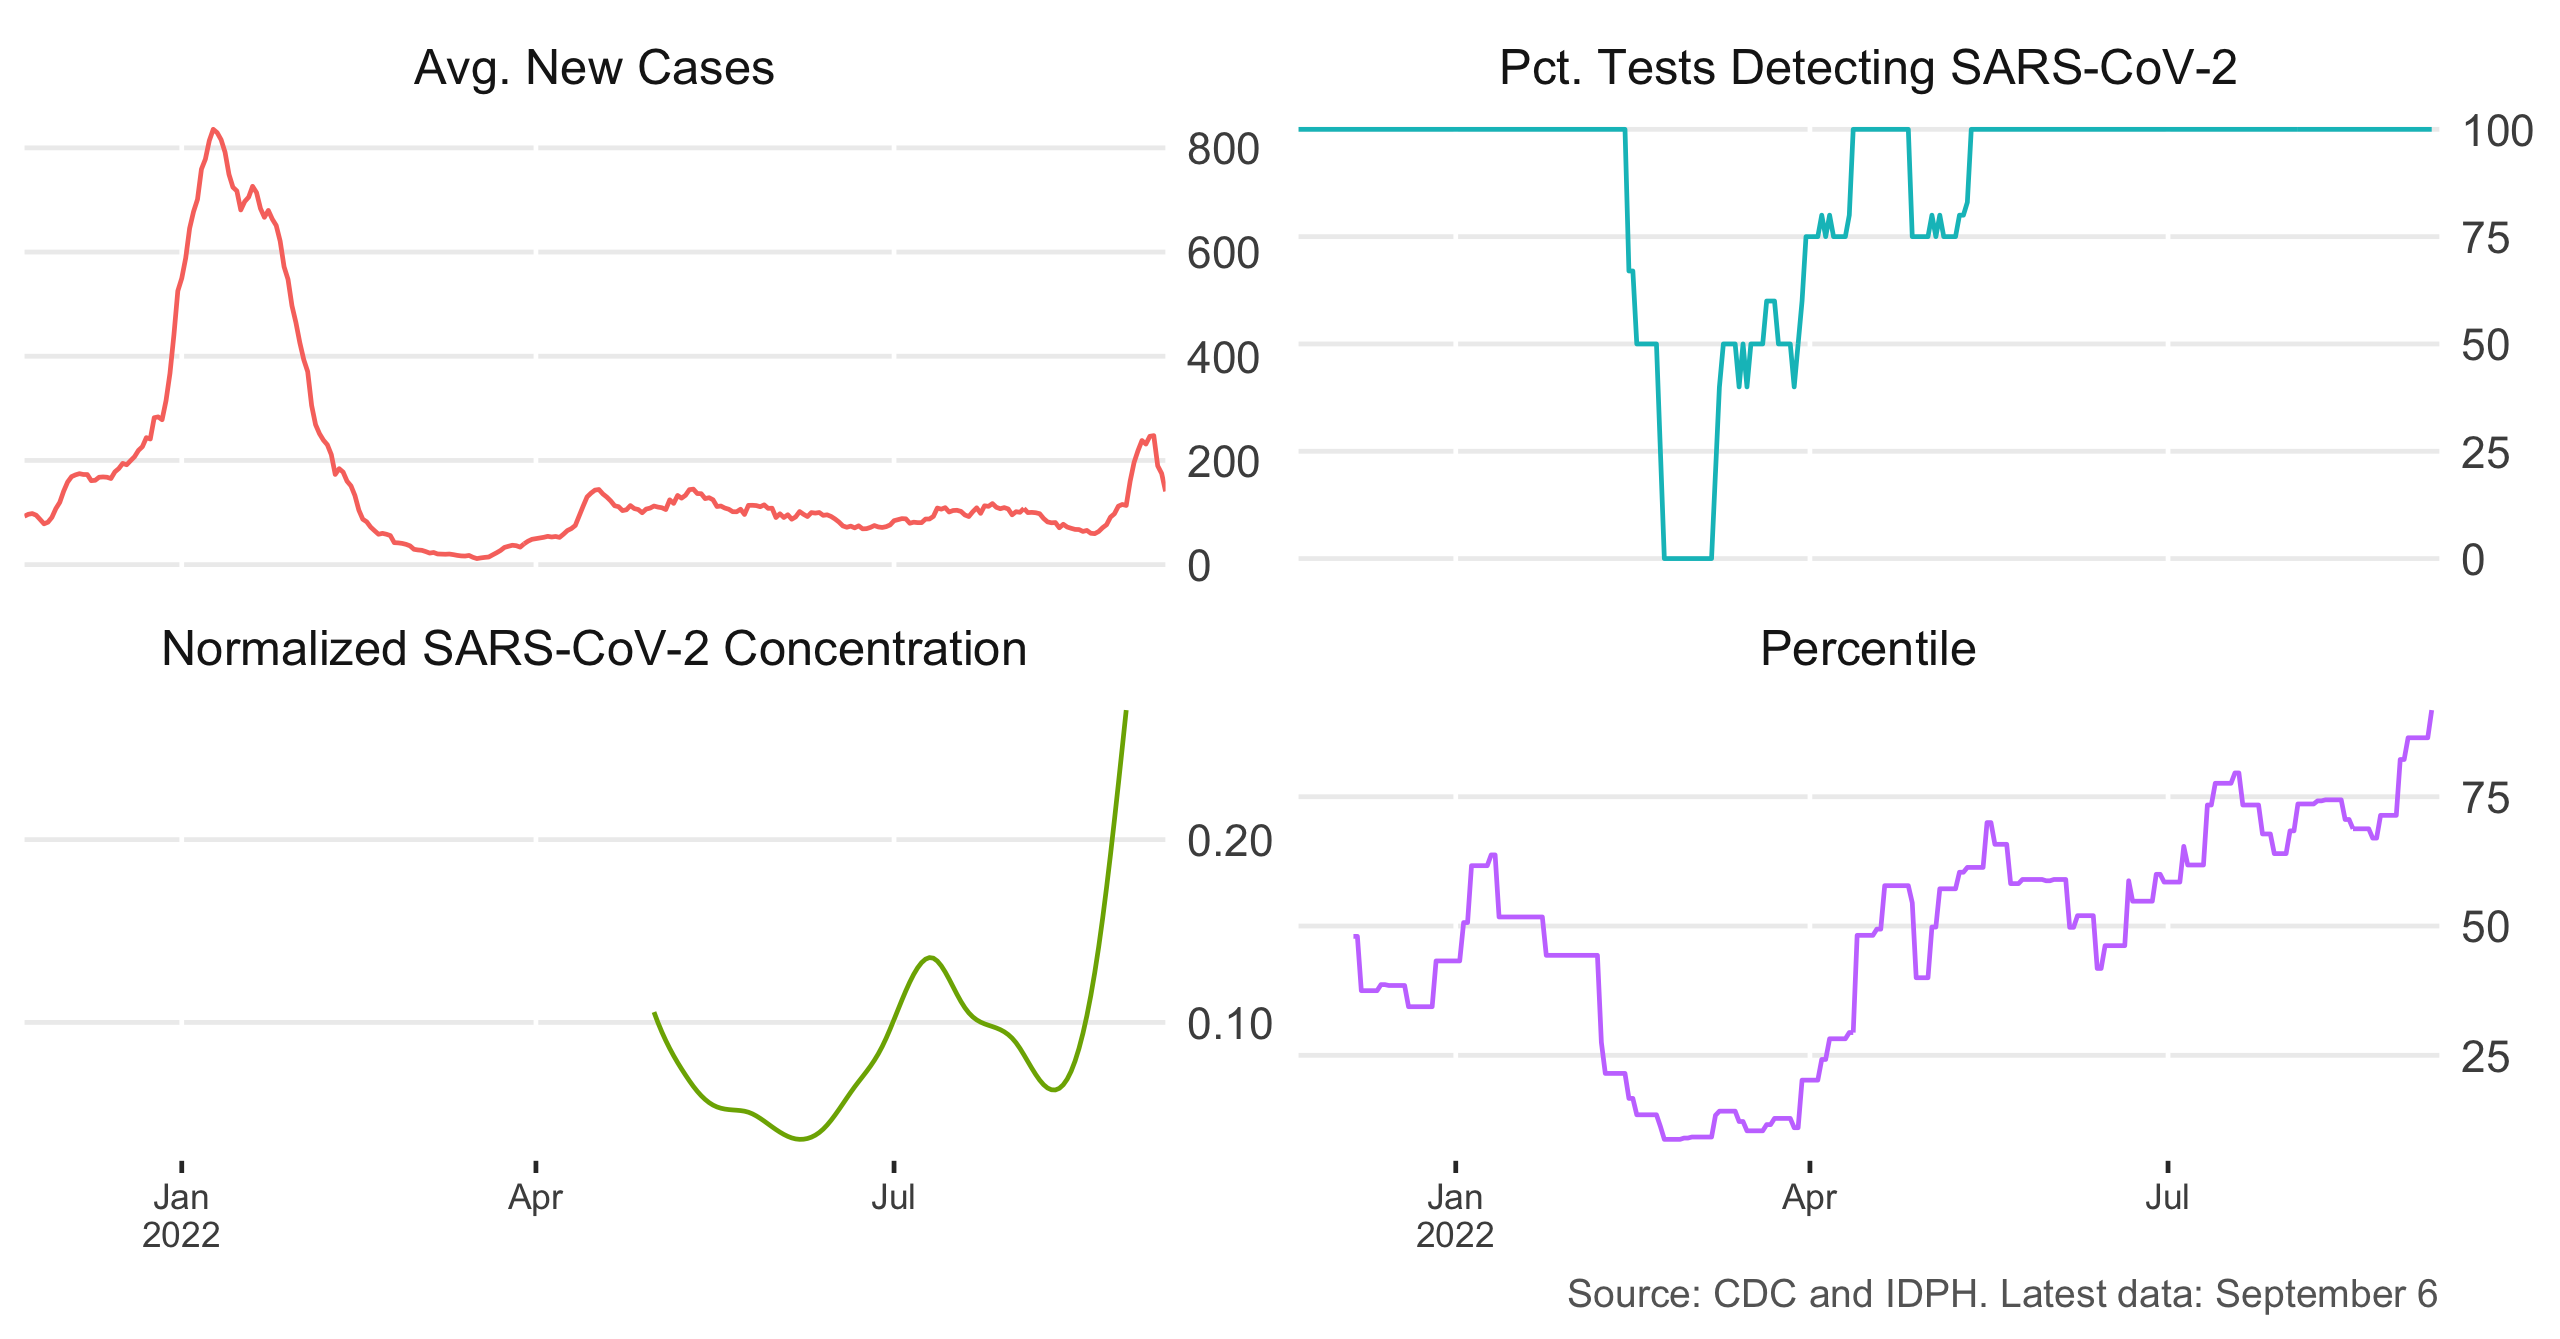 Avg. New Cases
800
600
400
200
0
Pct. Tests Detecting SARS-CoV-2
100
75
50
25
0
Normalized SARS-CoV-2 Concentration
0.20
0.10
Jan
2022
Apr
Jul
Percentile
75
50
25
Jan
2022
Apr
Jul
Source: CDC and IDPH. Latest data: September 6